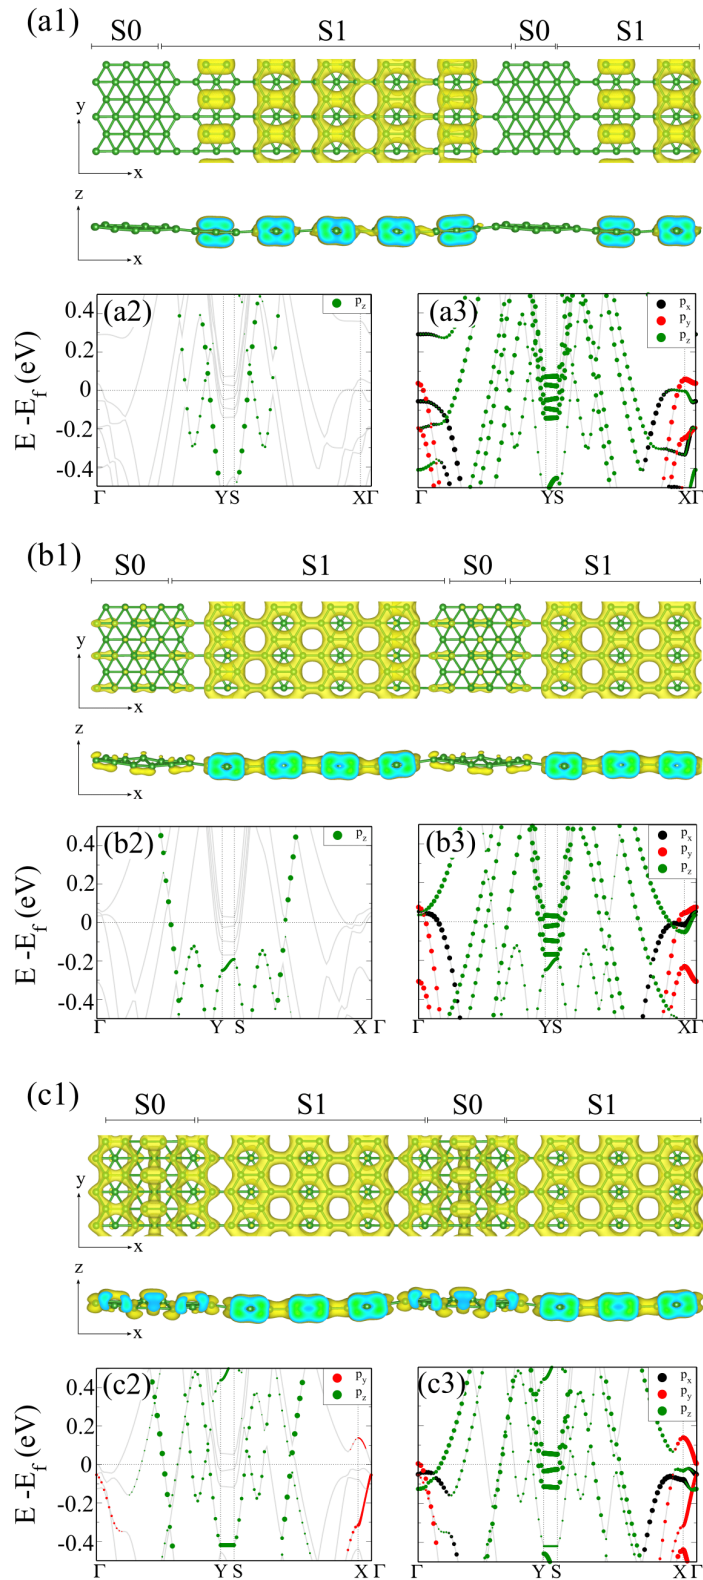 (a1) S0 S1 S0 S1
y
x
z
x
(a2) p_z (a3) p_x
p_y
p_z
E -E_f (eV)
0.4
0.2
0
-0.2
-0.4
Γ Y S X Γ Γ Y S X Γ
(b1)
S0 S1 S0 S1
y
x
z
x
(b2) p_z (b3) p_x
p_y
p_z
E -E_f (eV)
0.4
0.2
0
-0.2
-0.4
Γ Y S X Γ Γ Y S X Γ
(c1)
S0 S1 S0 S1
y
x
z
x
(c2) p_y (c3) p_x
p_z p_y
p_z
E -E_f (eV)
0.4
0.2
0
-0.2
-0.4
Γ Y S X Γ Γ Y S X Γ